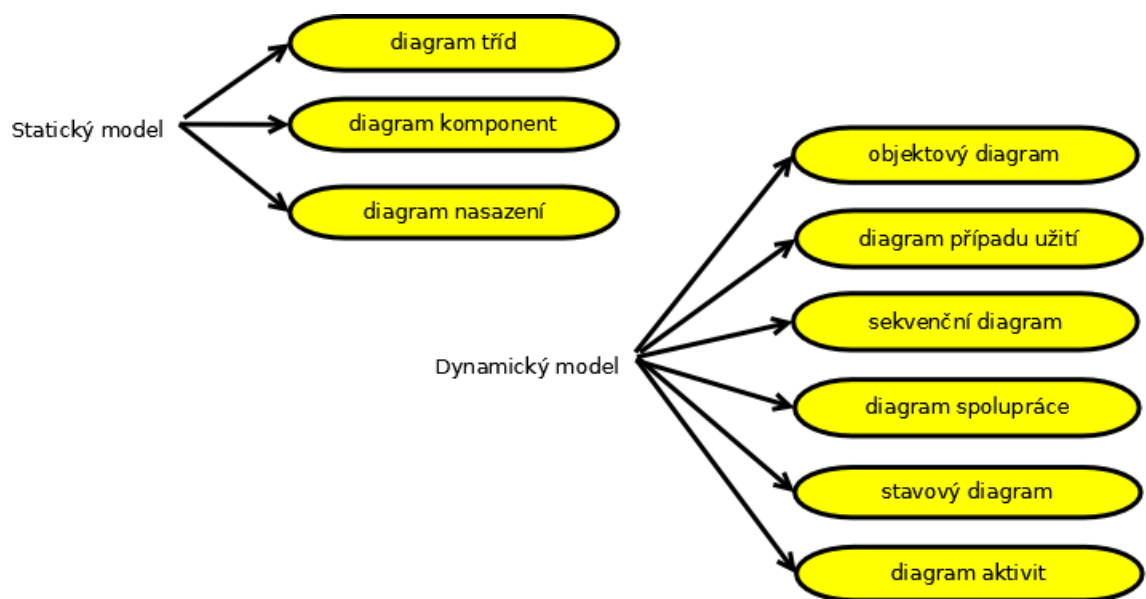 diagram tříd
Statický model
diagram komponent
diagram nasazení
objektový diagram
diagram případu užití
sekvenční diagram
Dynamický model
diagram spolupráce
stavový diagram
diagram aktivit